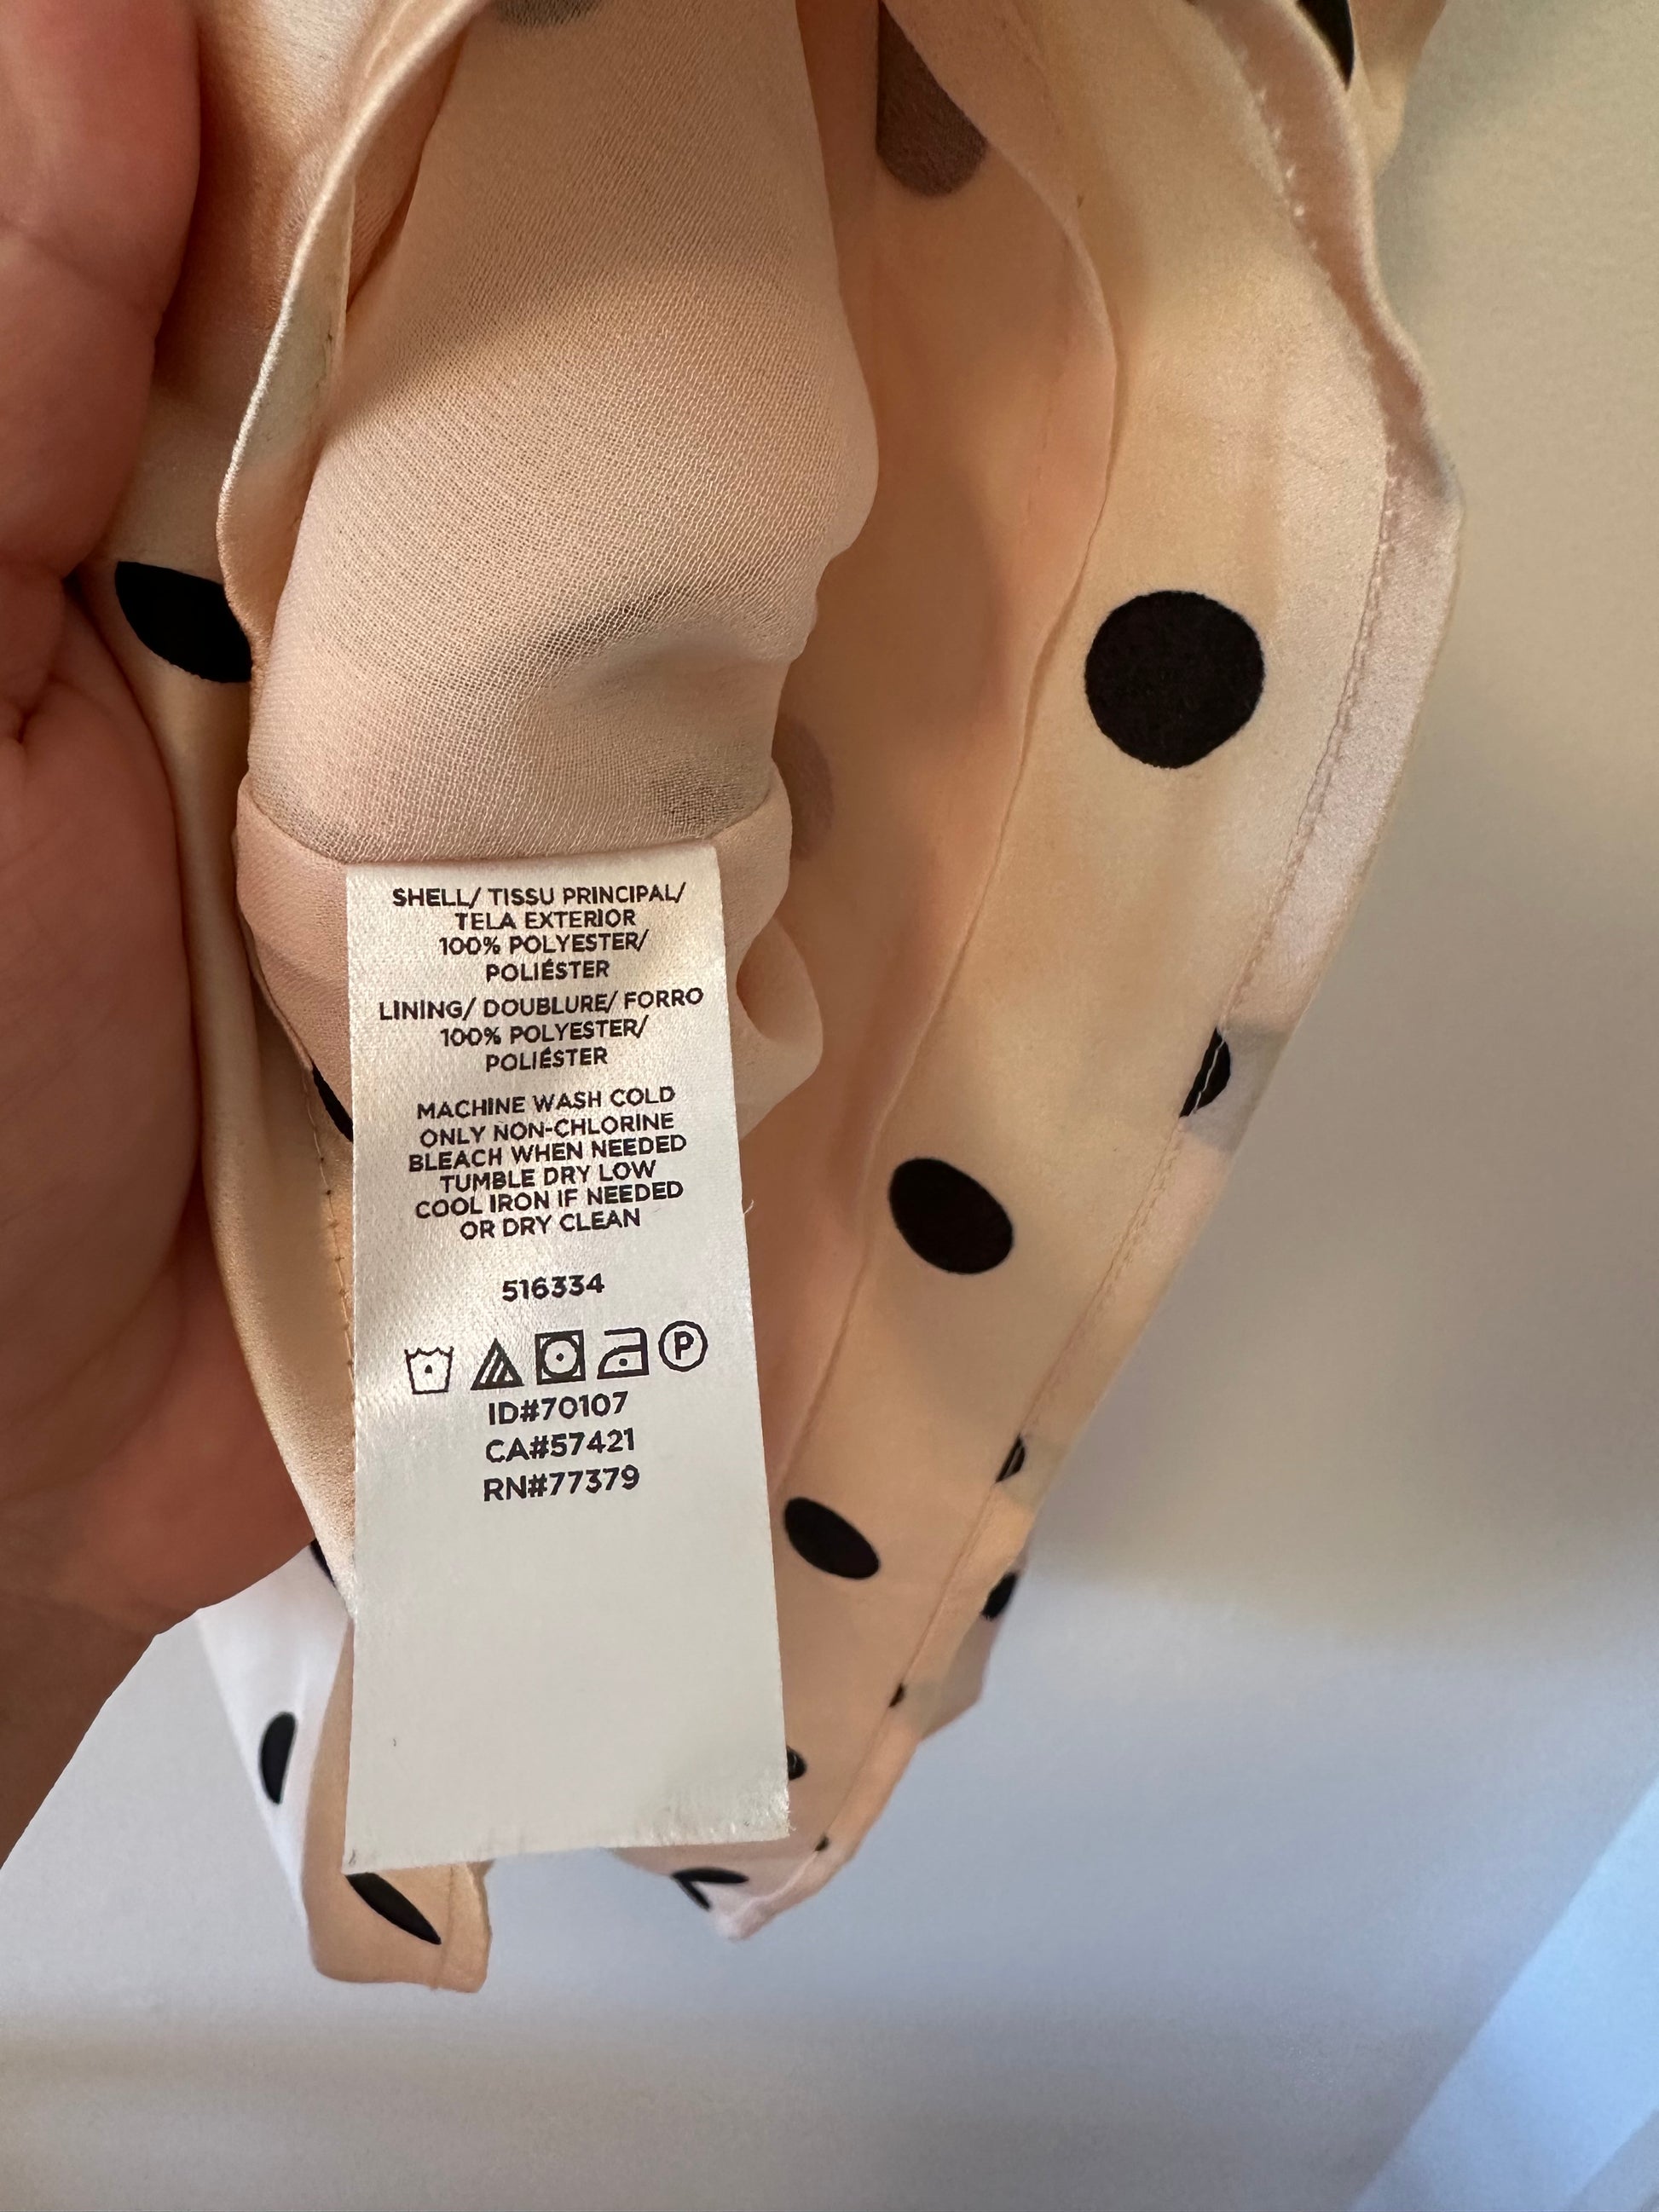 SHELL/ TISSU PRINCIPAL/
TELA EXTERIOR
100% POLYESTER/
POLIÉSTER
LINING/ DOUBLURE/ FORRO
100% POLYESTER/
POLIÉSTER
MACHINE WASH COLD
ONLY NON-CHLORINE
BLEACH WHEN NEEDED
TUMBLE DRY LOW
COOL IRON IF NEEDED
OR DRY CLEAN
516334
P
ID#70107
CA#57421
RN#77379